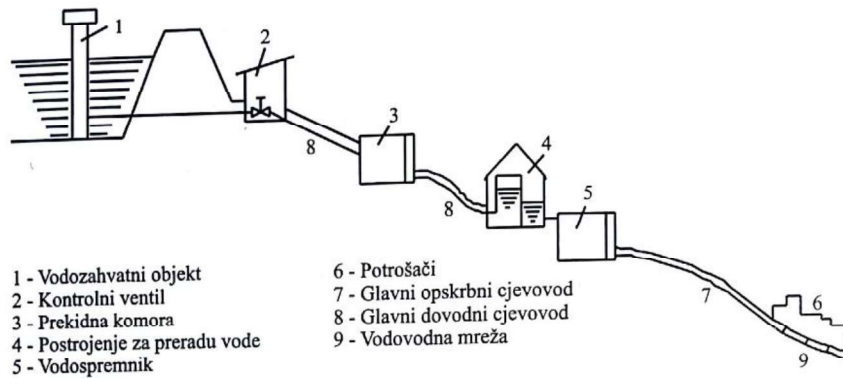 1
2
3
4
5
8
8
7
6
9
1 - Vodozahvatni objekt
2 - Kontrolni ventil
3 - Prekidna komora
4 - Postrojenje za preradu vode
5 - Vodospremnik
6 - Potrošači
7 - Glavni opskrbni cjevovod
8 - Glavni dovodni cjevovod
9 - Vodovodna mreža